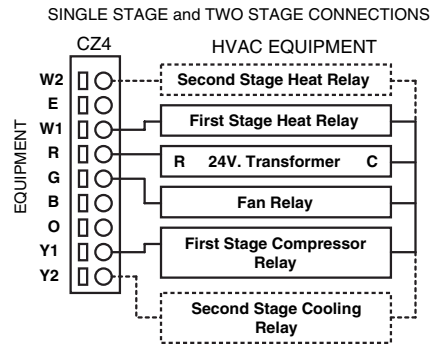 SINGLE STAGE and TWO STAGE CONNECTIONS
CZ4
HVAC EQUIPMENT
EQUIPMENT
W2
E
W1
R
G
B
O
Y1
Y2
Second Stage Heat Relay
First Stage Heat Relay
R 24V. Transformer C
Fan Relay
First Stage Compressor
Relay
Second Stage Cooling
Relay